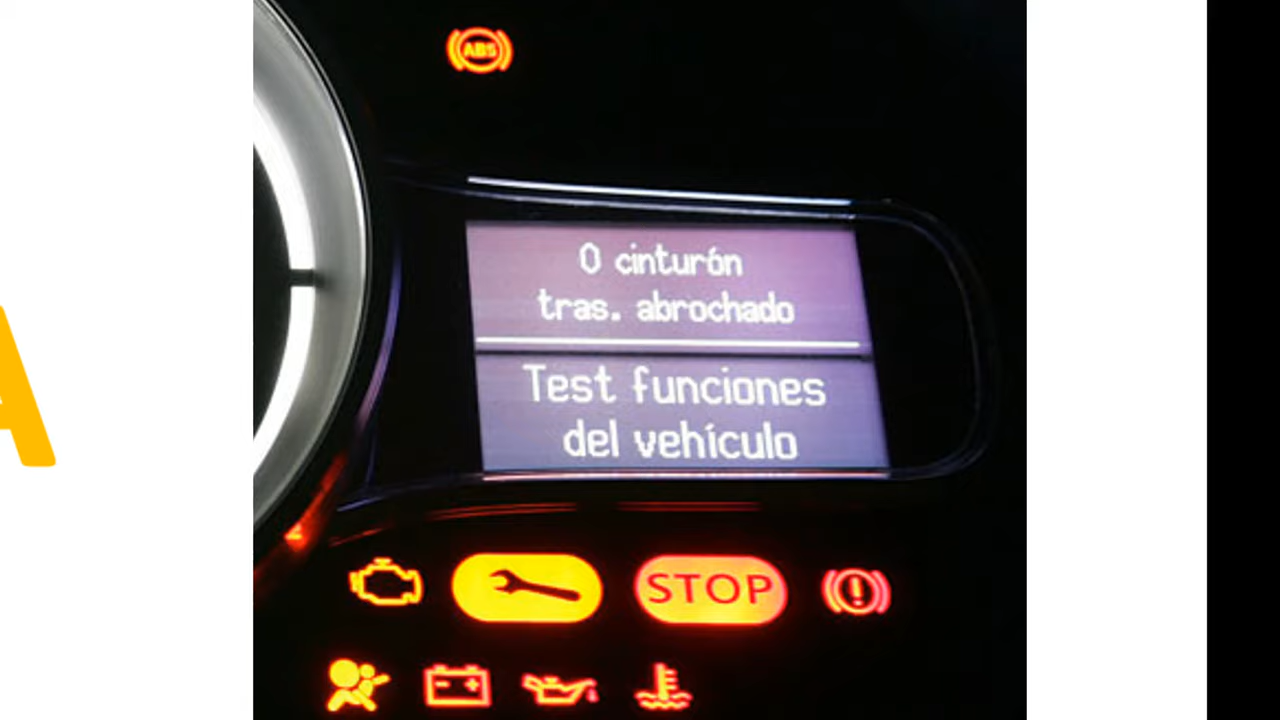 ABS
0 cinturón
tras. abrochado
Test funciones
del vehículo
STOP
A